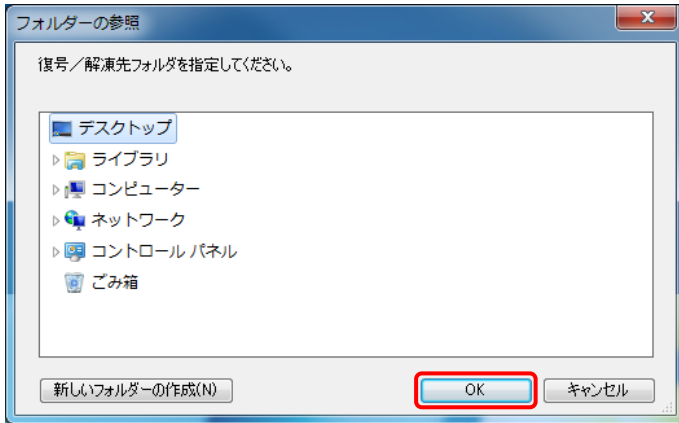 フォルダーの参照
復号／解凍先フォルダを指定してください。
デスクトップ
ライブラリ
コンピューター
ネットワーク
コントロール パネル
ごみ箱
新しいフォルダーの作成(N)
OK
キャンセル